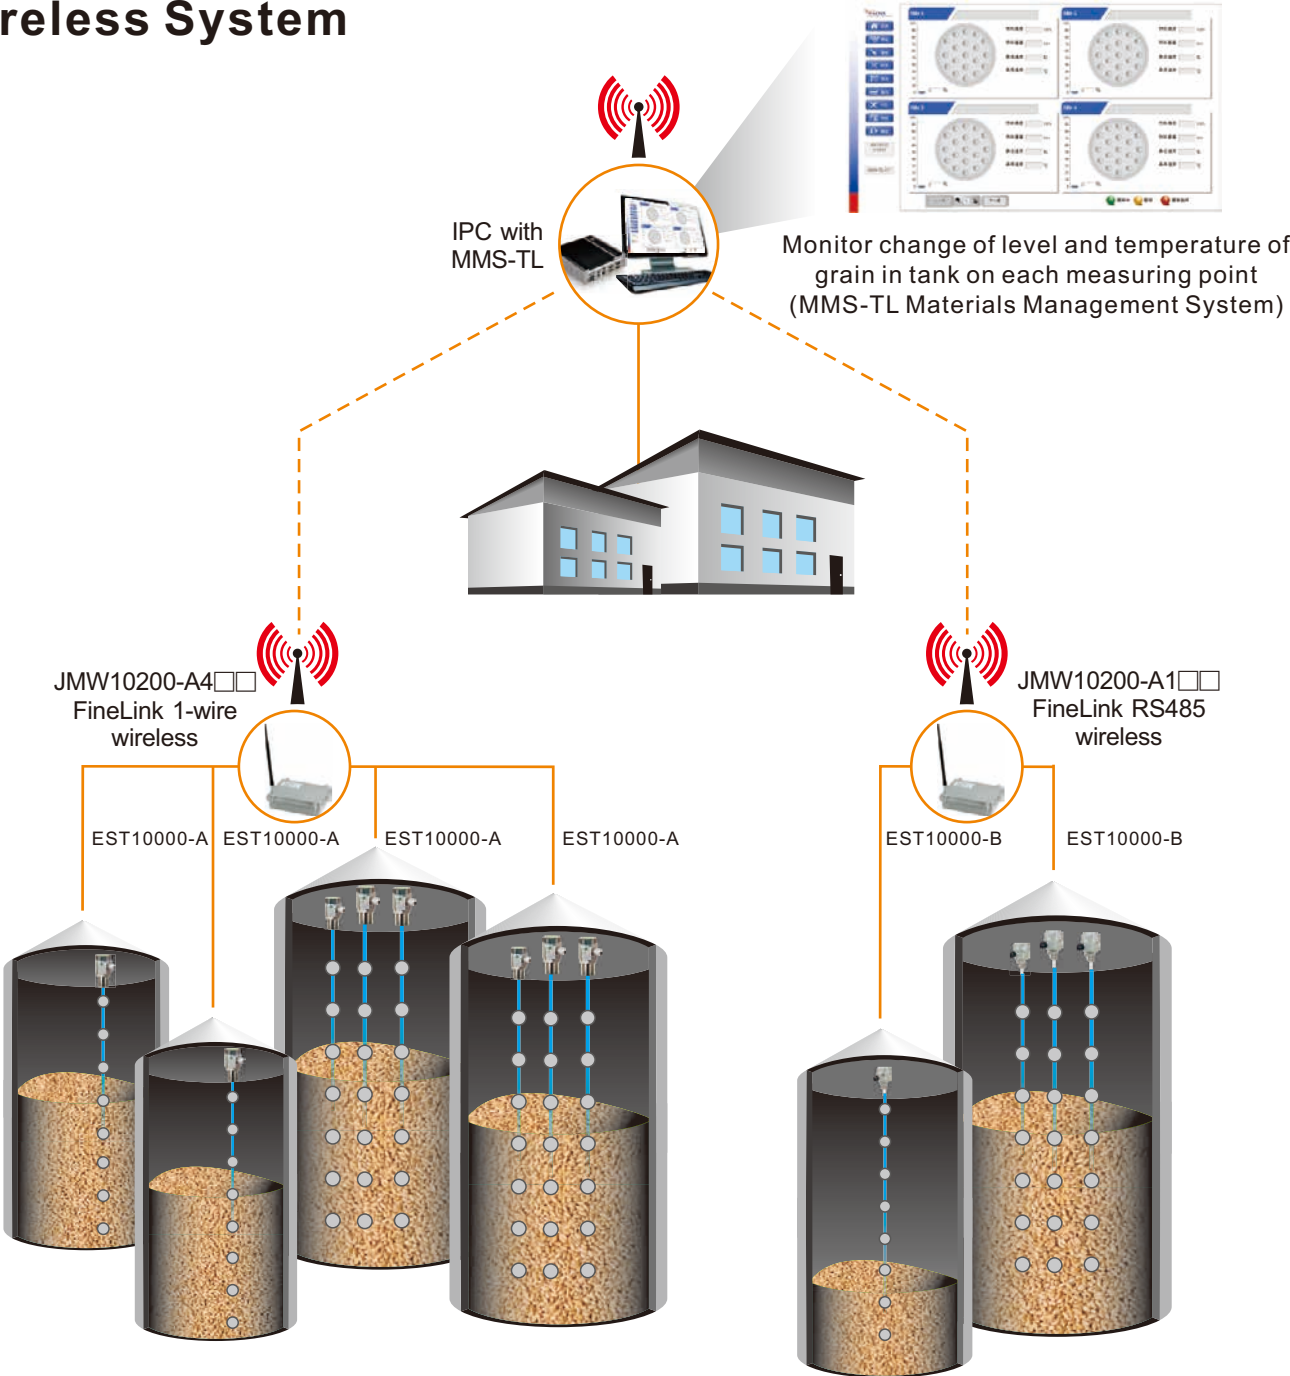 reless System
IPC with
MMS-TL
Monitor change of level and temperature of
grain in tank on each measuring point
(MMS-TL Materials Management System)
JMW10200-A4□□
FineLink 1-wire
wireless
JMW10200-A1□□
FineLink RS485
wireless
EST10000-A EST10000-A EST10000-A EST10000-A
EST10000-B EST10000-B